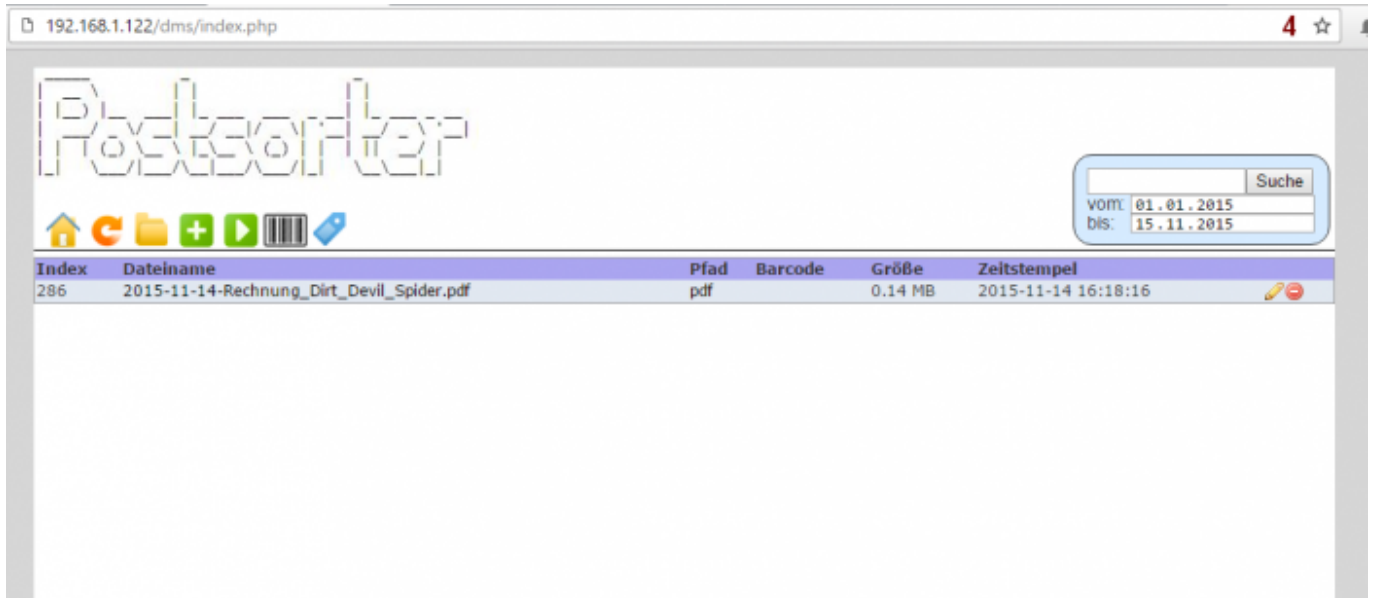 192.168.1.122/dms/index.php 4
Postsorter
Suche
vom: 01.01.2015
bis: 15.11.2015
Index Dateiname Pfad Barcode Größe Zeitstempel
286 2015-11-14-Rechnung_Dirt_Devil_Spider.pdf pdf 0.14 MB 2015-11-14 16:18:16